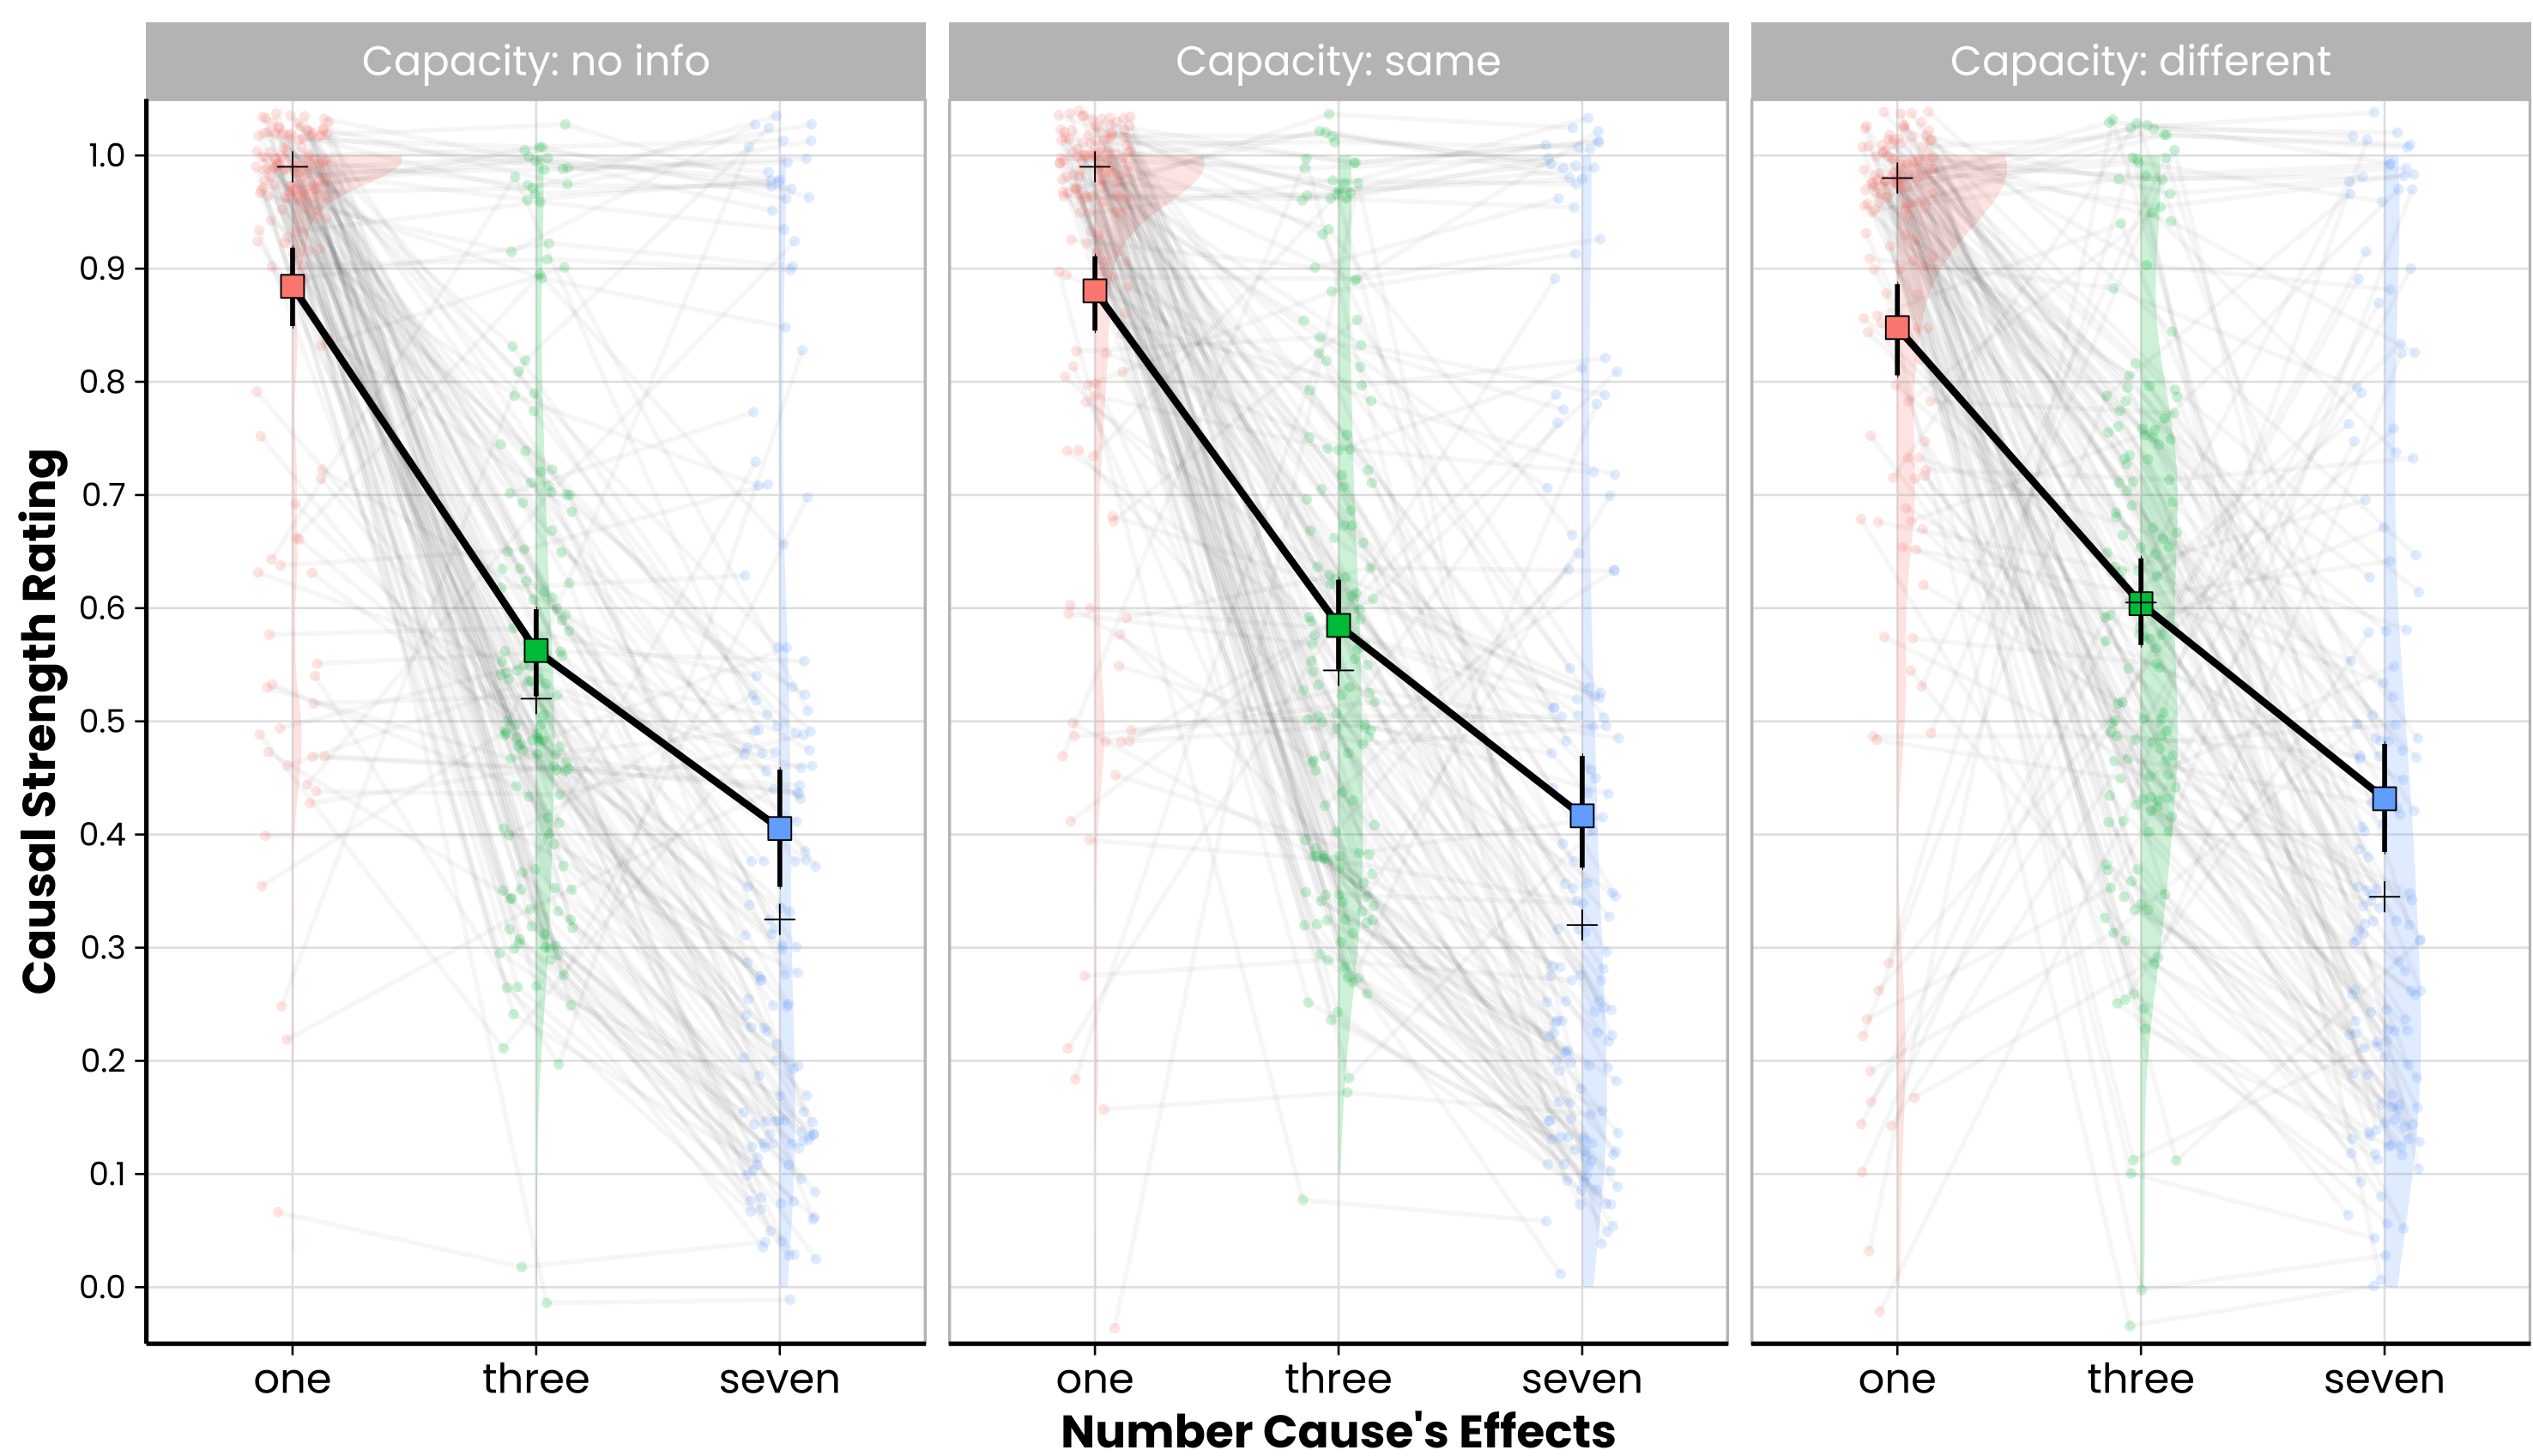 Capacity: no info
Capacity: same
Capacity: different
Causal Strength Rating
1.0
0.9
0.8
0.7
0.6
0.5
0.4
0.3
0.2
0.1
0.0
one three seven
one three seven
one three seven
Number Cause's Effects